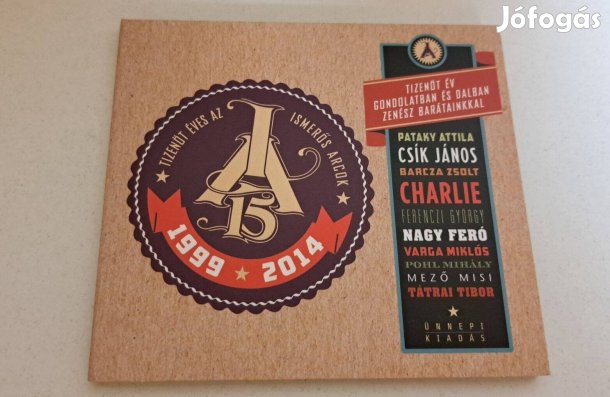 Jófogás
TIZENÖT ÉVES AZ
ISMERŐS ARCOK
IA
15
1999 ★ 2014
A
TIZENÖT ÉV
GONDOLATBAN ÉS DALBAN
ZENÉSZ BARÁTAINKKAL
PATAKY ATTILA
CSÍK JÁNOS
BARCZA ZSOLT
CHARLIE
FERENCZI GYÖRGY
NAGY FERÓ
VARGA MIKLÓS
POHL MIHÁLY
MEZŐ MISI
TÁTRAI TIBOR
ÜNNEPI
KIADÁS